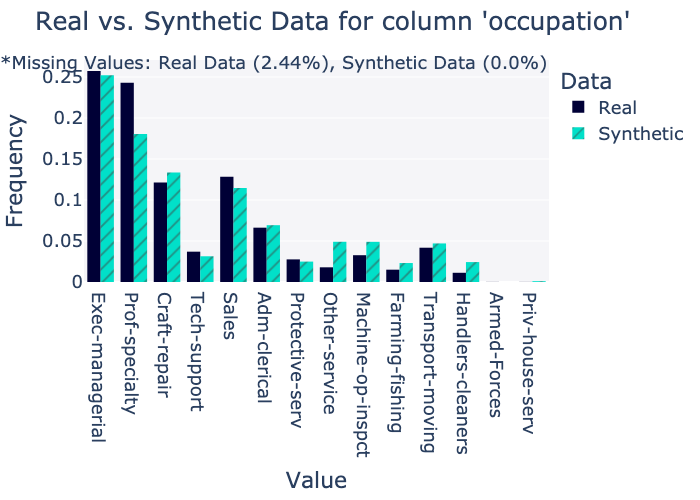 Real vs. Synthetic Data for column 'occupation'
*Missing Values: Real Data (2.44%), Synthetic Data (0.0%)
Data
Real
Synthetic
Frequency
0.25
0.2
0.15
0.1
0.05
0
Exec-managerial
Prof-specialty
Craft-repair
Tech-support
Sales
Adm-clerical
Protective-serv
Other-service
Machine-op-inspct
Farming-fishing
Transport-moving
Handlers-cleaners
Armed-Forces
Priv-house-serv
Value